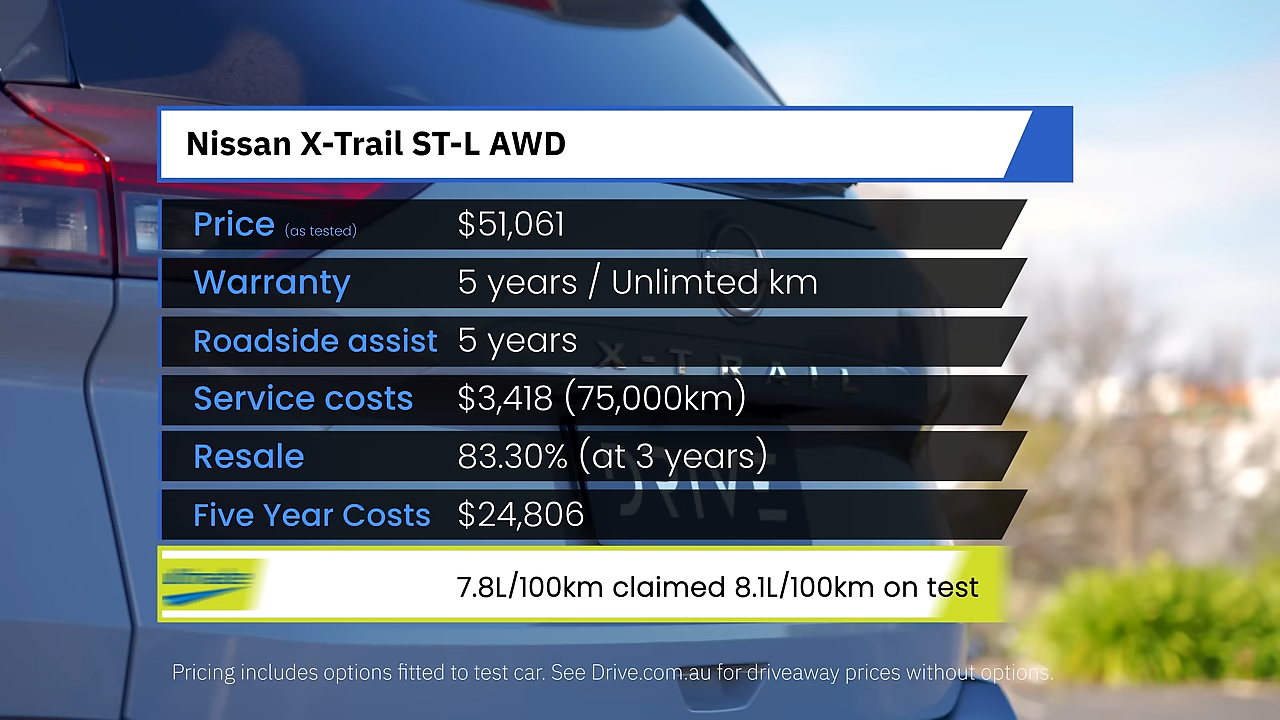 Nissan X-Trail ST-L AWD
Price (as tested) $51,061
Warranty 5 years / Unlimted km
Roadside assist 5 years
X-TRAIL
Service costs $3,418 (75,000km)
Resale 83.30% (at 3 years)
DRIVE
Five Year Costs $24,806
7.8L/100km claimed 8.1L/100km on test
Pricing includes options fitted to test car. See Drive.com.au for driveaway prices without options.